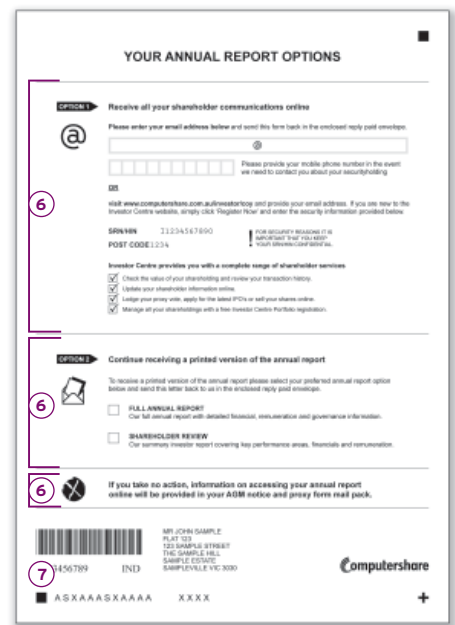 YOUR ANNUAL REPORT OPTIONS
OPTION 1 Receive all your shareholder communications online
@
Please enter your email address below and send this form back in the enclosed reply paid envelope.
@
Please provide your mobile phone number in the event
we need to contact you about your securityholding
OR
visit www.computershare.com.au/investor/coy and provide your email address. If you are new to the
Investor Centre website, simply click 'Register Now' and enter the security information provided below
6
SRN/HIN I1234567890
POST CODE 1234
! FOR SECURITY REASONS IT IS
IMPORTANT THAT YOU KEEP
YOUR SRN/HIN CONFIDENTIAL.
Investor Centre provides you with a complete range of shareholder services
Check the value of your shareholding and review your transaction history.
Update your shareholder information online.
Lodge your proxy vote, apply for the latest IPO's or sell your shares online.
Manage all your shareholdings with a free Investor Centre Portfolio registration.
OPTION 2 Continue receiving a printed version of the annual report
To receive a printed version of the annual report please select your preferred annual report option
below and send this letter back to us in the enclosed reply paid envelope.
6
FULL ANNUAL REPORT
Our full annual report with detailed financial, remuneration and governance information.
SHAREHOLDER REVIEW
Our summary investor report covering key performance areas, financials and remuneration.
6
If you take no action, information on accessing your annual report
online will be provided in your AGM notice and proxy form mail pack.
MR JOHN SAMPLE
FLAT 123
123 SAMPLE STREET
THE SAMPLE HILL
SAMPLE ESTATE
SAMPLEVILLE VIC 3030
7
3456789 IND
Computershare
ASXAAASXAAAA XXXX